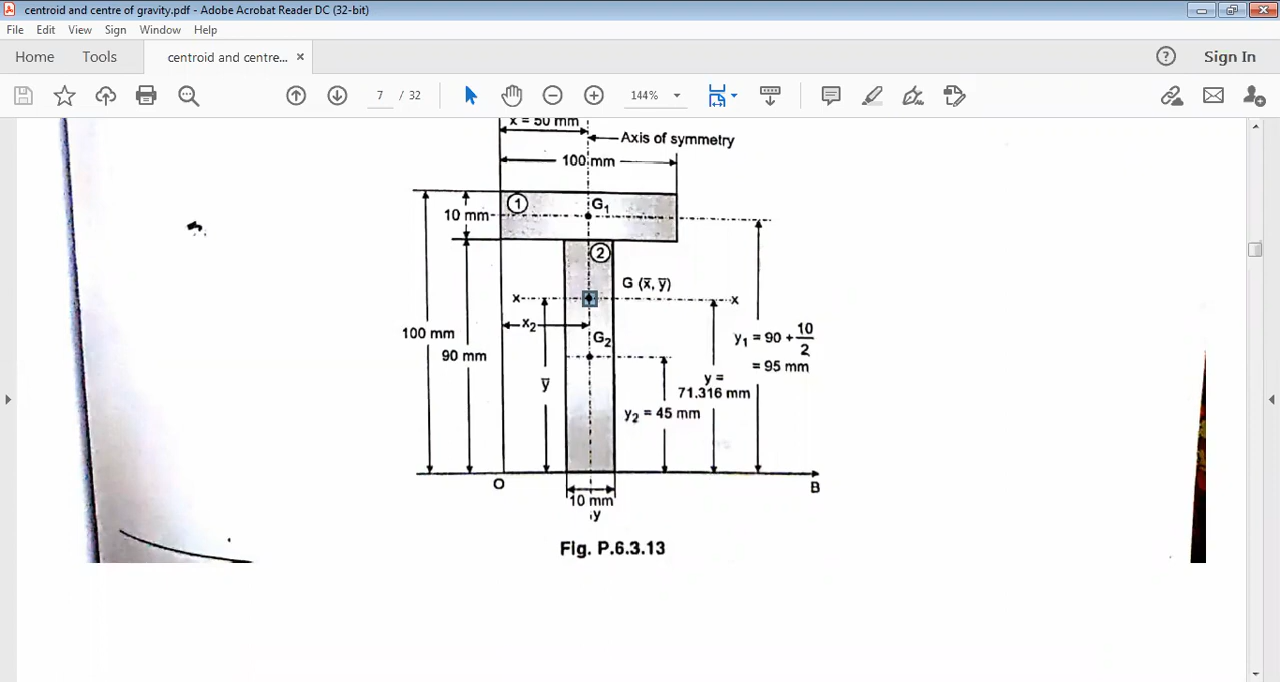 centroid and centre of gravity.pdf - Adobe Acrobat Reader DC (32-bit)
File Edit View Sign Window Help
Home Tools centroid and centre... × Sign In
7 / 32 144%
x = 50 mm
Axis of symmetry
100 mm
1 G₁
10 mm
2
G (x̅, y̅)
x x
x₂
100 mm G₂ y₁ = 90 + 10/2
90 mm = 95 mm
y̅ y =
71.316 mm
y₂ = 45 mm
O B
10 mm
y
Fig. P.6.3.13